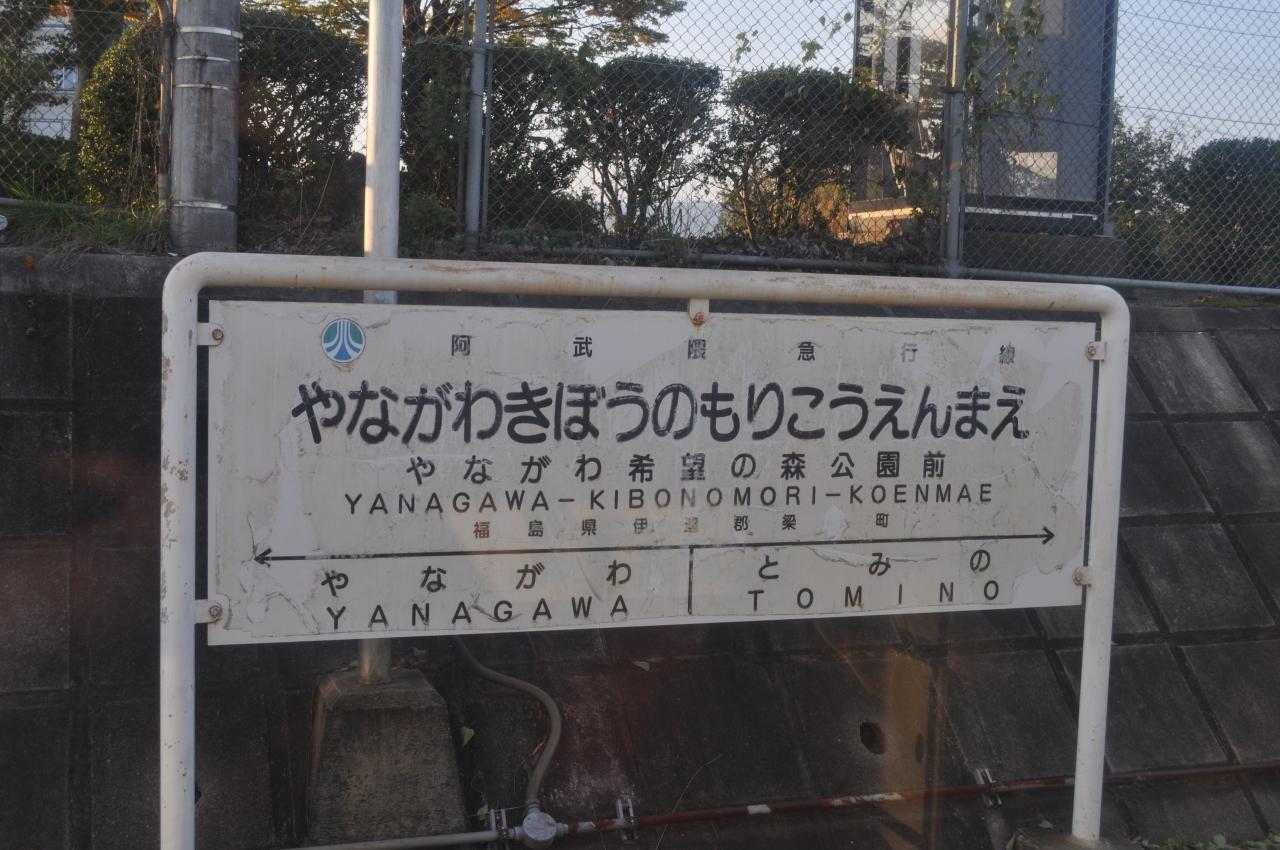 阿武隈急行線
やながわきぼうのもりこうえんまえ
やながわ希望の森公園前
YANAGAWA-KIBONOMORI-KOENMAE
福島県伊達郡梁町
やながわ とみの
YANAGAWA TOMINO